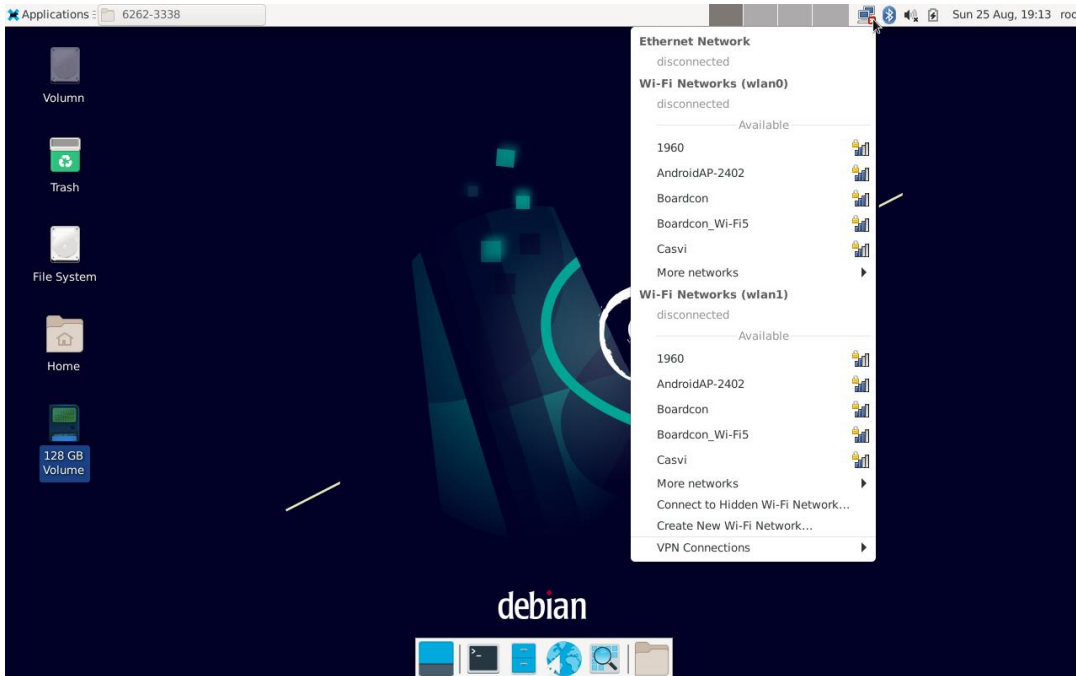 Applications : 6262-3338 Sun 25 Aug, 19:13 roo
Volumn
Trash
File System
Home
128 GB
Volume
Ethernet Network
disconnected
Wi-Fi Networks (wlan0)
disconnected
Available
1960
AndroidAP-2402
Boardcon
Boardcon_Wi-Fi5
Casvi
More networks
Wi-Fi Networks (wlan1)
disconnected
Available
1960
AndroidAP-2402
Boardcon
Boardcon_Wi-Fi5
Casvi
More networks
Connect to Hidden Wi-Fi Network...
Create New Wi-Fi Network...
VPN Connections
debian